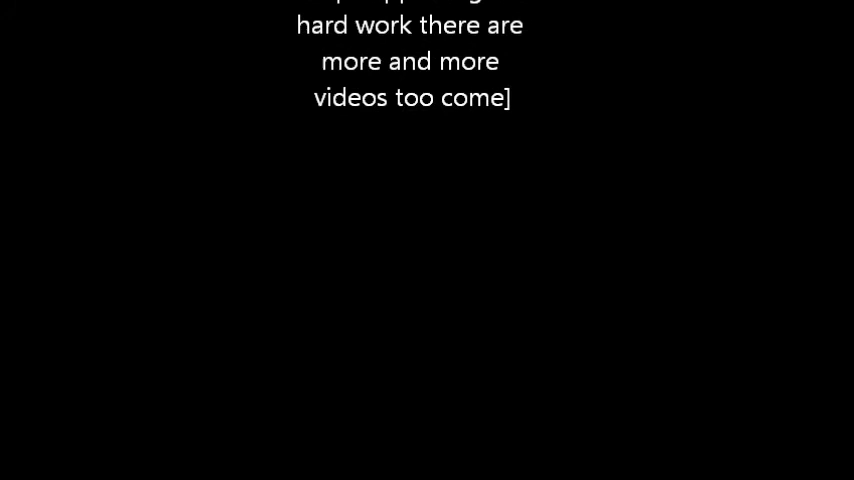 hard work there are
more and more
videos too come]